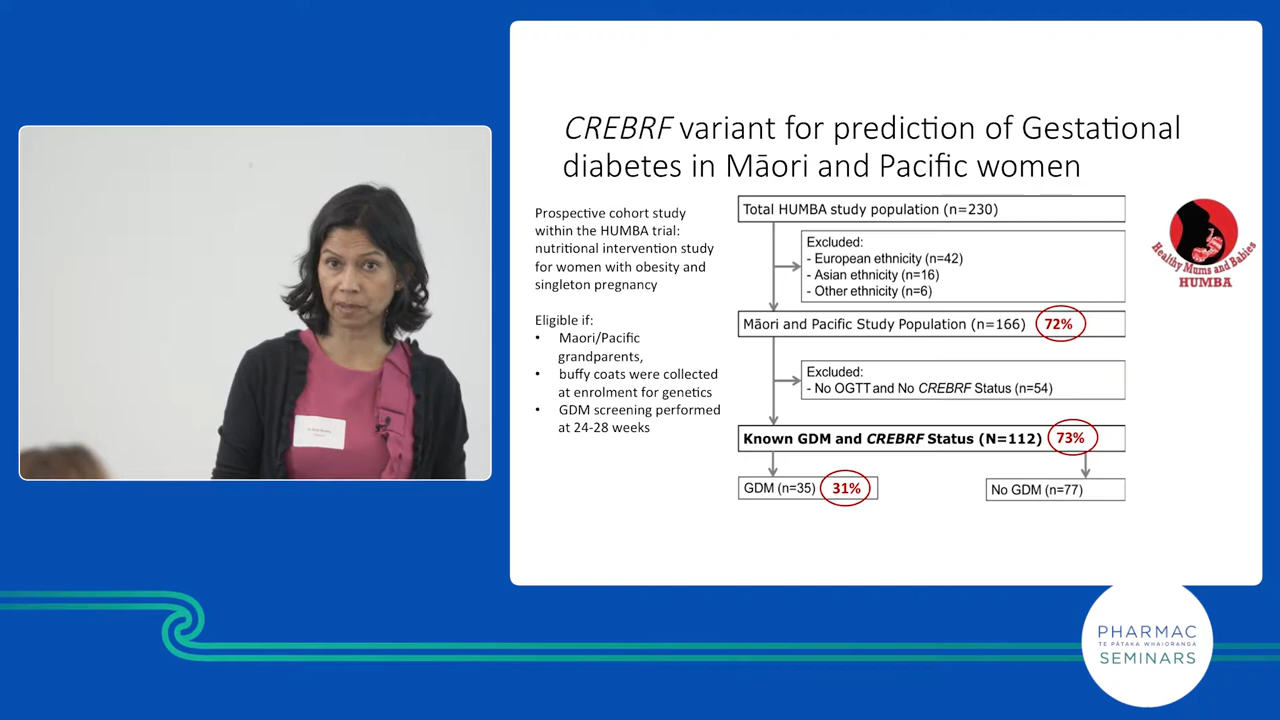 CREBRF variant for prediction of Gestational
diabetes in Māori and Pacific women
Prospective cohort study
within the HUMBA trial:
nutritional intervention study
for women with obesity and
singleton pregnancy
Eligible if:
• Maori/Pacific
grandparents,
• buffy coats were collected
at enrolment for genetics
• GDM screening performed
at 24-28 weeks
Total HUMBA study population (n=230)
Excluded:
- European ethnicity (n=42)
- Asian ethnicity (n=16)
- Other ethnicity (n=6)
Māori and Pacific Study Population (n=166) 72%
Excluded:
- No OGTT and No CREBRF Status (n=54)
Known GDM and CREBRF Status (N=112) 73%
GDM (n=35) 31%
No GDM (n=77)
Healthy Mums and Babies
HUMBA
PHARMAC
TE PĀTAKA WHAIORANGA
SEMINARS